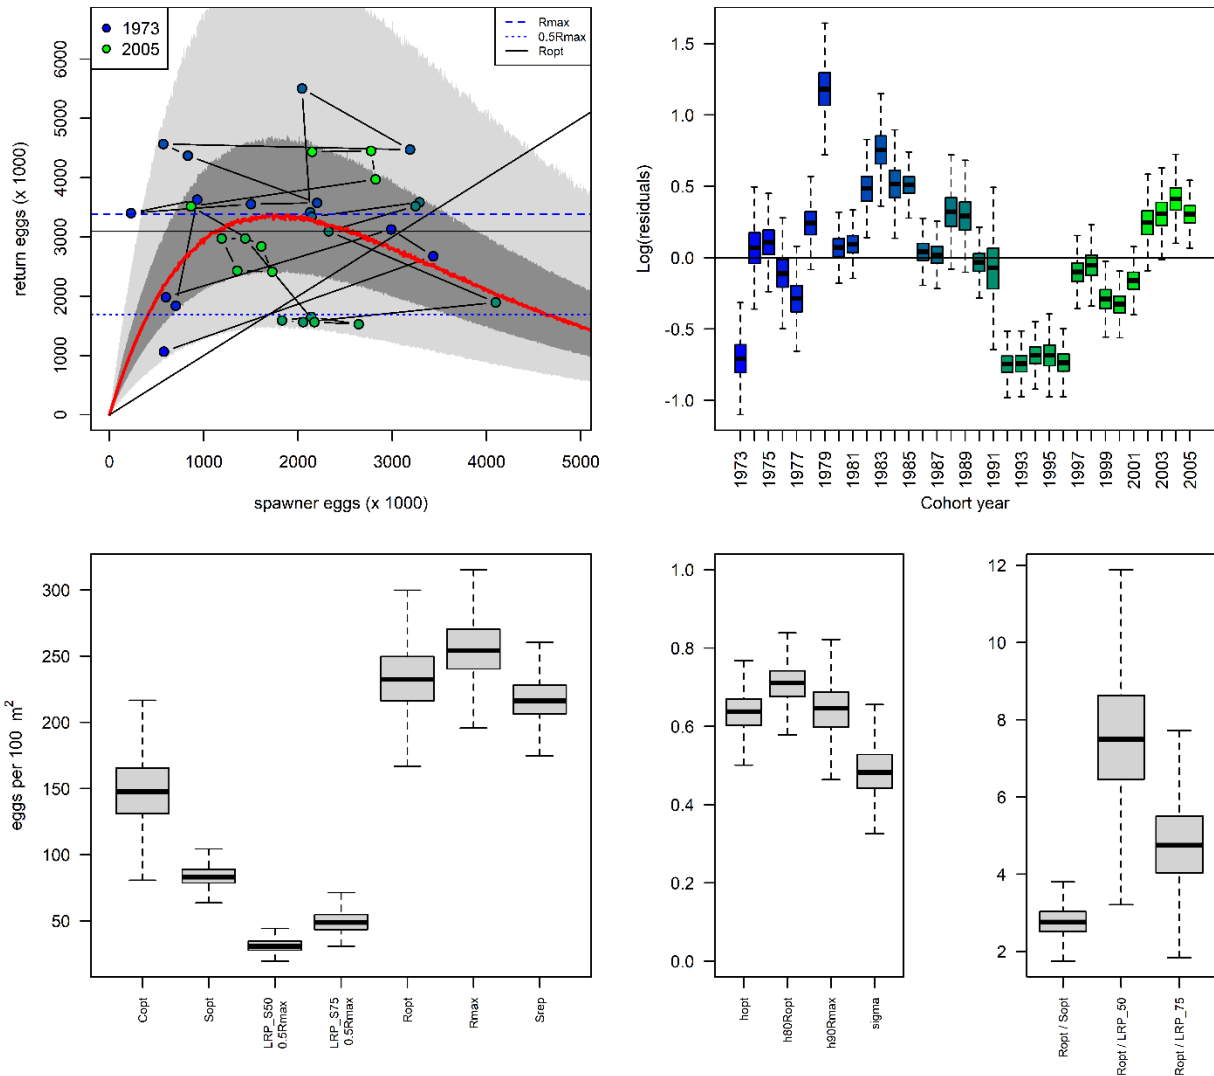 1973
2005
Rmax
0.5Rmax
Ropt
return eggs (x 1000)
0
1000
2000
3000
4000
5000
6000
0
1000
2000
3000
4000
5000
spawner eggs (x 1000)
Log(residuals)
1.5
1.0
0.5
0.0
-0.5
-1.0
1973
1975
1977
1979
1981
1983
1985
1987
1989
1991
1993
1995
1997
1999
2001
2003
2005
Cohort year
eggs per 100 m²
300
250
200
150
100
50
Copt
Sopt
LRP_S50
0.5Rmax
LRP_S75
0.5Rmax
Ropt
Rmax
Srep
1.0
0.8
0.6
0.4
0.2
0.0
hopt
h80Ropt
h90Rmax
sigma
12
10
8
6
4
2
Ropt / Sopt
Ropt / LRP_50
Ropt / LRP_75